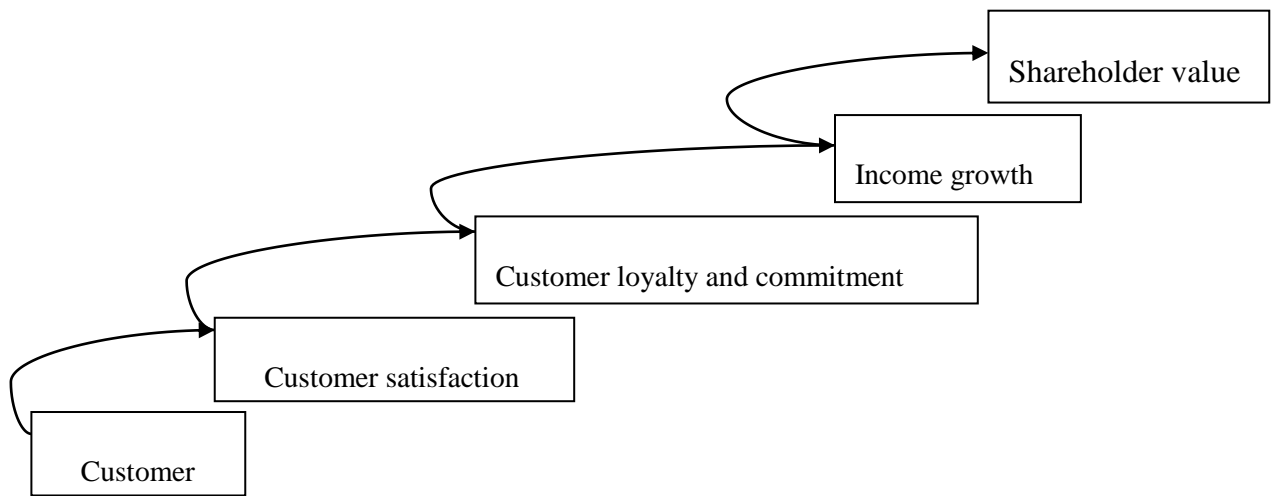 Shareholder value
Income growth
Customer loyalty and commitment
Customer satisfaction
Customer